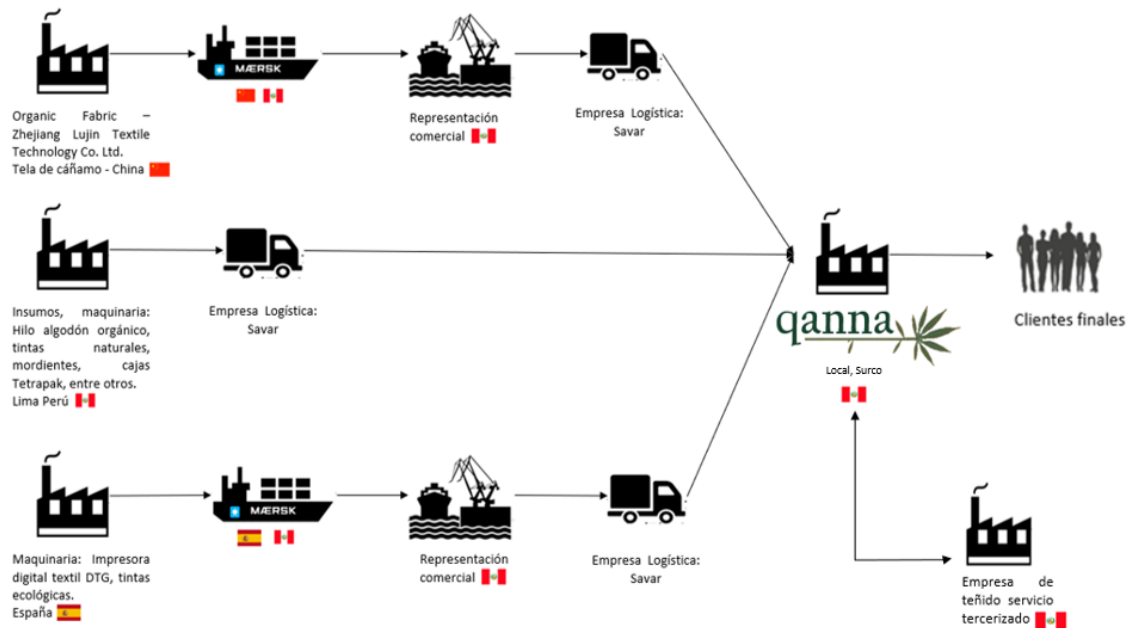 MÆRSK
Organic Fabric –
Zhejiang Lujin Textile
Technology Co. Ltd.
Tela de cáñamo - China
Representación
comercial
Empresa Logística:
Savar
Insumos, maquinaria:
Hilo algodón orgánico,
tintas naturales,
mordientes, cajas
Tetrapak, entre otros.
Lima Perú
Empresa Logística:
Savar
qanna
Local, Surco
Clientes finales
MÆRSK
Maquinaria: Impresora
digital textil DTG, tintas
ecológicas.
España
Representación
comercial
Empresa Logística:
Savar
Empresa de
teñido servicio
tercerizado